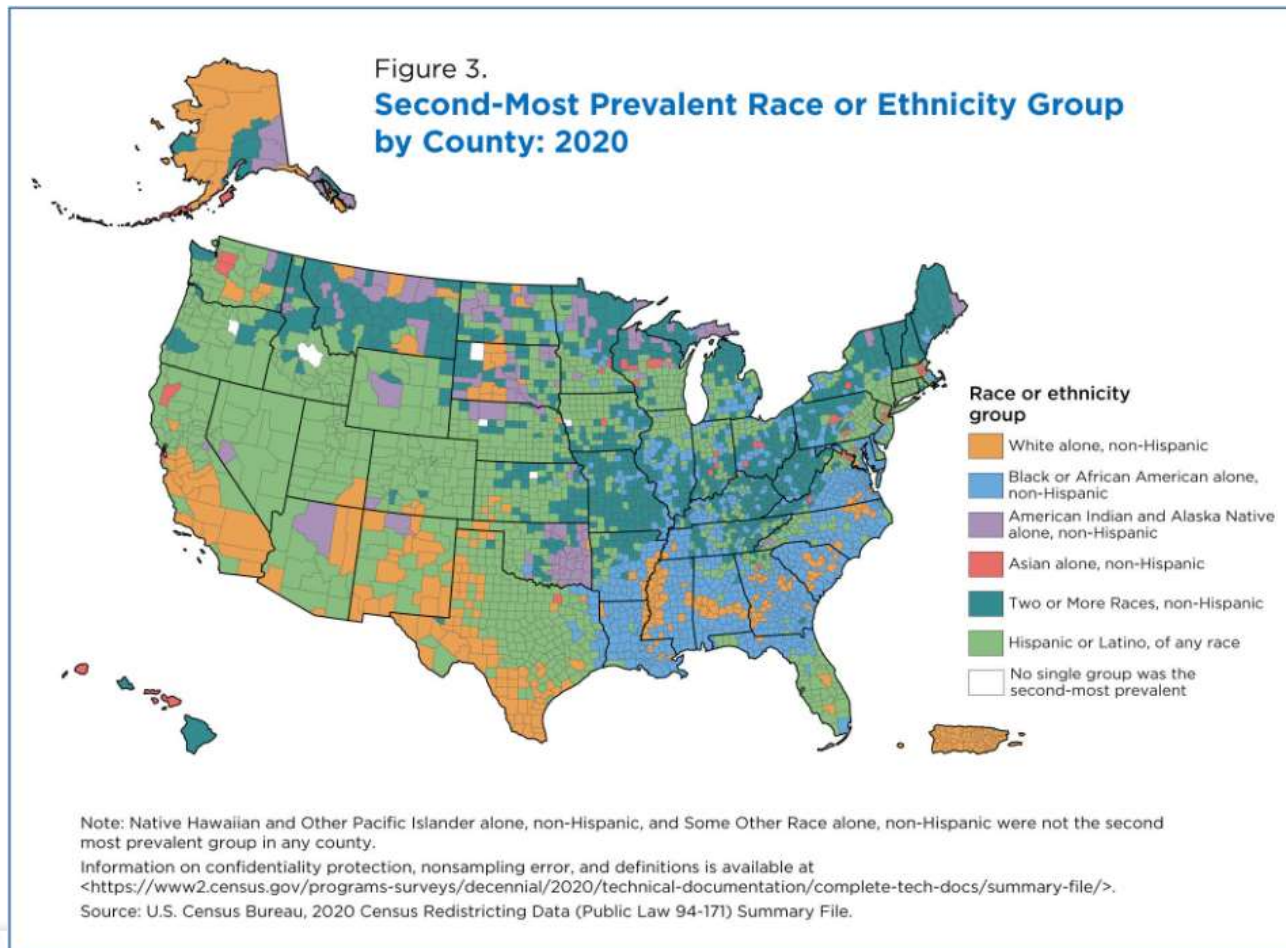 Figure 3.
Second-Most Prevalent Race or Ethnicity Group
by County: 2020
Race or ethnicity
group
White alone, non-Hispanic
Black or African American alone,
non-Hispanic
American Indian and Alaska Native
alone, non-Hispanic
Asian alone, non-Hispanic
Two or More Races, non-Hispanic
Hispanic or Latino, of any race
No single group was the
second-most prevalent
Note: Native Hawaiian and Other Pacific Islander alone, non-Hispanic, and Some Other Race alone, non-Hispanic were not the second
most prevalent group in any county.
Information on confidentiality protection, nonsampling error, and definitions is available at
<https://www2.census.gov/programs-surveys/decennial/2020/technical-documentation/complete-tech-docs/summary-file/>.
Source: U.S. Census Bureau, 2020 Census Redistricting Data (Public Law 94-171) Summary File.